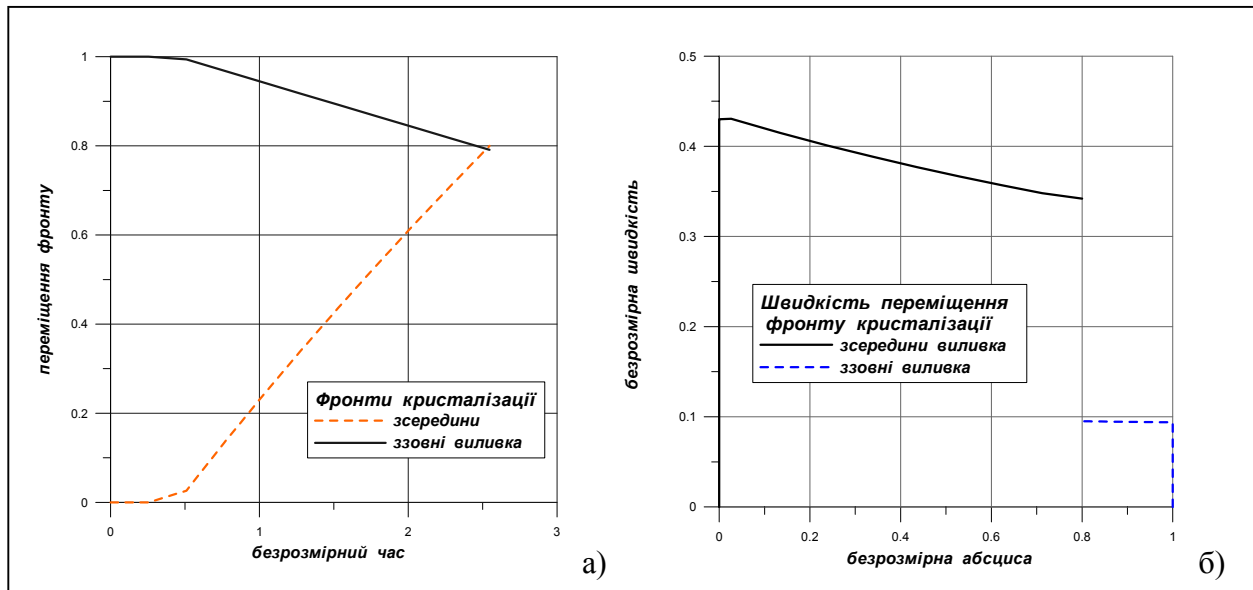 1
0.8
0.6
0.4
0.2
0
0
1
2
3
переміщення фронту
безрозмірний час
Фронти кристалізації
зсередини
ззовні виливка
а)
0.5
0.4
0.3
0.2
0.1
0
0
0.2
0.4
0.6
0.8
1
безрозмірна швидкість
безрозмірна абсциса
Швидкість переміщення
фронту кристалізації
зсередини виливка
ззовні виливка
б)